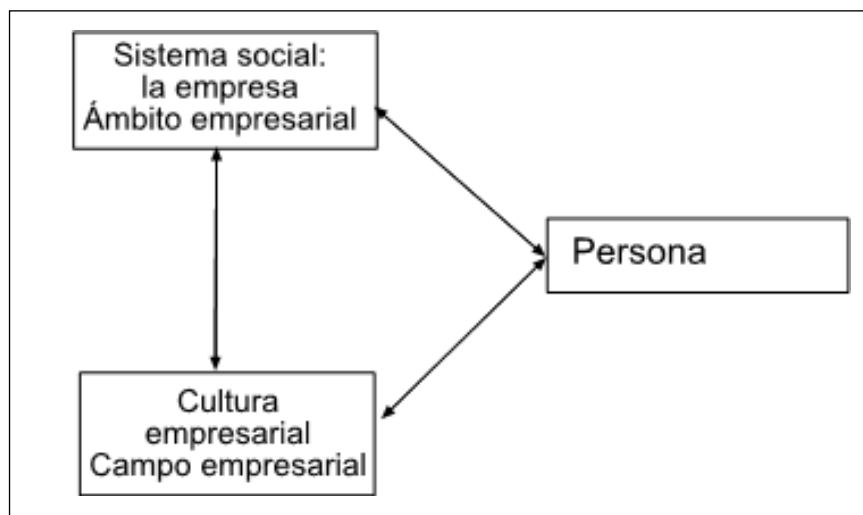 Sistema social:
la empresa
Ámbito empresarial
Persona
Cultura
empresarial
Campo empresarial